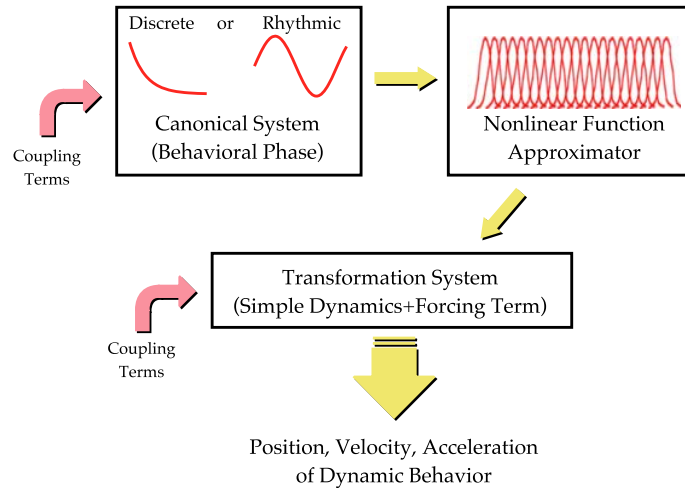 Discrete or Rhythmic
Canonical System
(Behavioral Phase)
Nonlinear Function
Approximator
Coupling
Terms
Transformation System
(Simple Dynamics+Forcing Term)
Coupling
Terms
Position, Velocity, Acceleration
of Dynamic Behavior